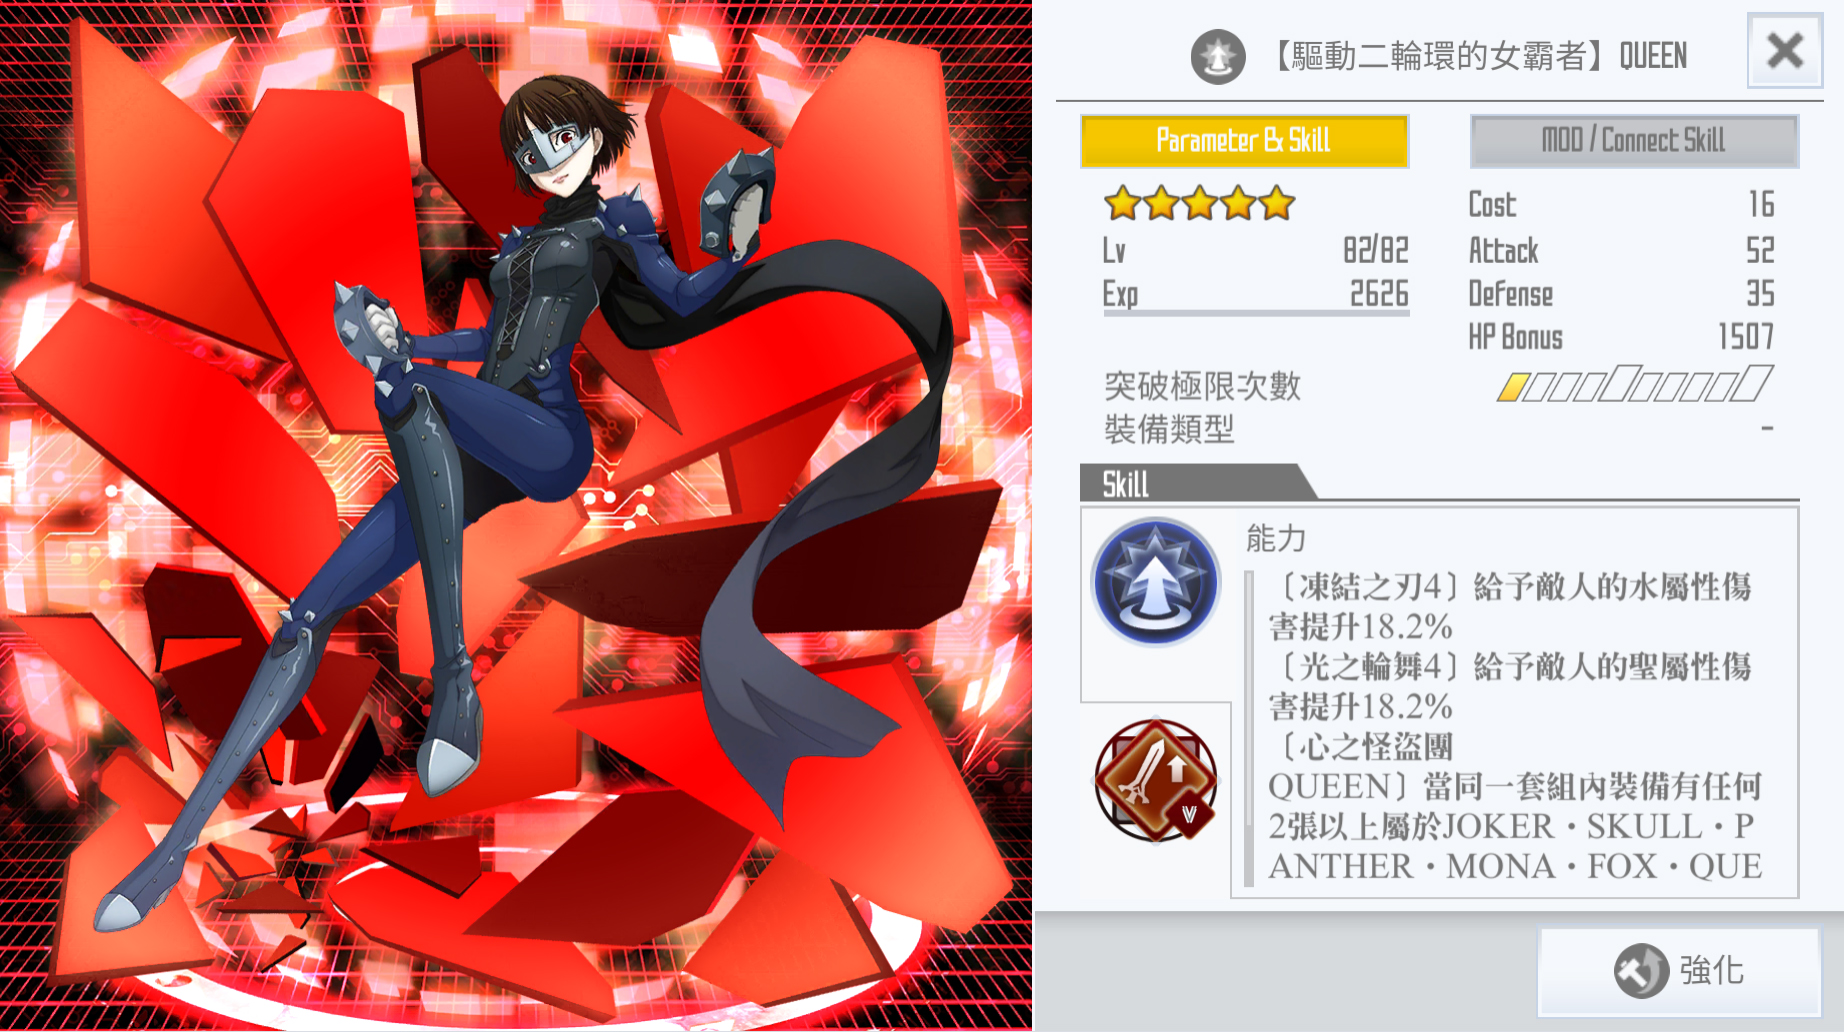 【驅動二輪環的女霸者】QUEEN
Parameter & Skill
MOD / Connect Skill
Lv 82/82
Exp 2626
Cost 16
Attack 52
Defense 35
HP Bonus 1507
突破極限次數
裝備類型 -
Skill
能力
〔凍結之刃4〕給予敵人的水屬性傷
害提升18.2%
〔光之輪舞4〕給予敵人的聖屬性傷
害提升18.2%
〔心之怪盜團
QUEEN〕當同一套組內裝備有任何
2張以上屬於JOKER・SKULL・P
ANTHER・MONA・FOX・QUE
V
強化